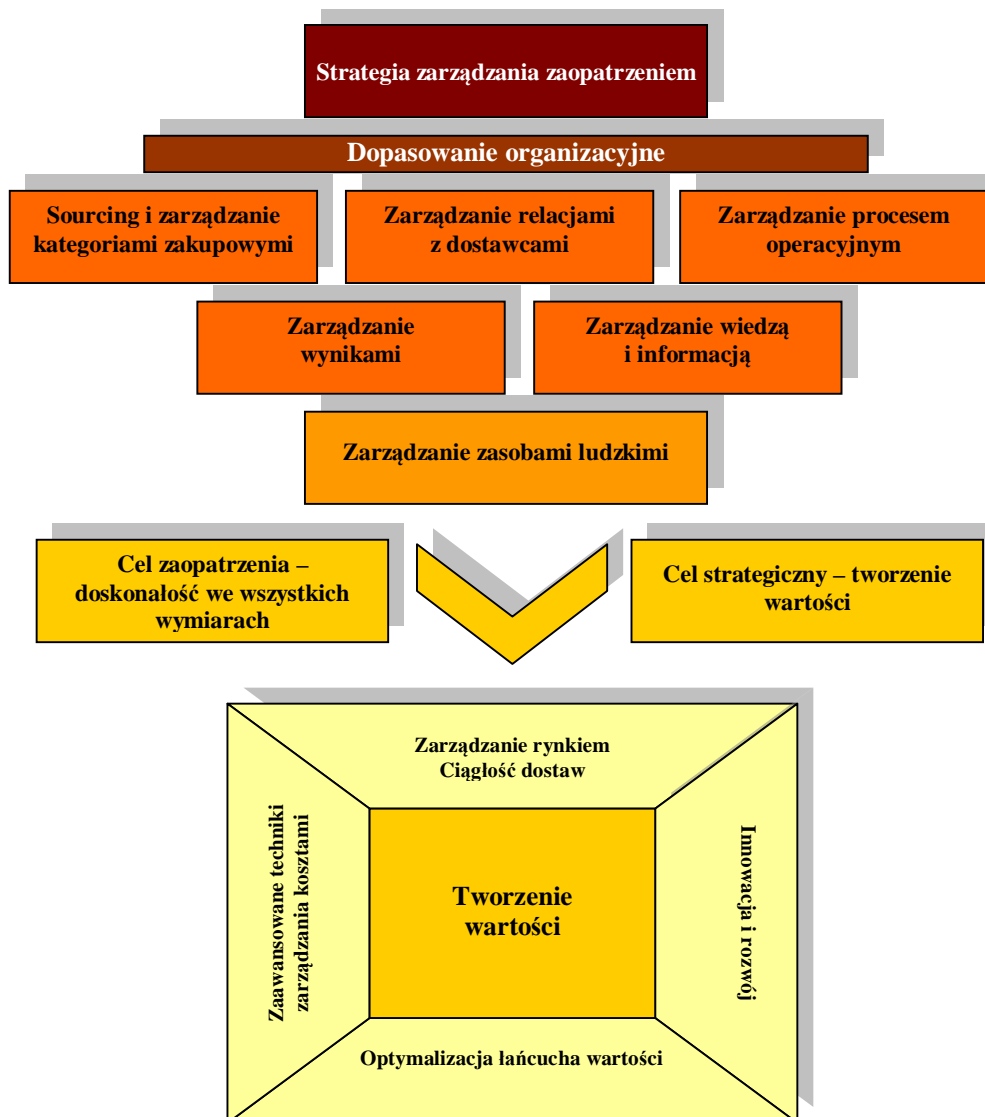 Strategia zarządzania zaopatrzeniem
Dopasowanie organizacyjne
Sourcing i zarządzanie
kategoriami zakupowymi
Zarządzanie relacjami
z dostawcami
Zarządzanie procesem
operacyjnym
Zarządzanie
wynikami
Zarządzanie wiedzą
i informacją
Zarządzanie zasobami ludzkimi
Cel zaopatrzenia –
doskonałość we wszystkich
wymiarach
Cel strategiczny – tworzenie
wartości
Zarządzanie rynkiem
Ciągłość dostaw
Zaawansowane techniki
zarządzania kosztami
Tworzenie
wartości
Innowacja i rozwój
Optymalizacja łańcucha wartości